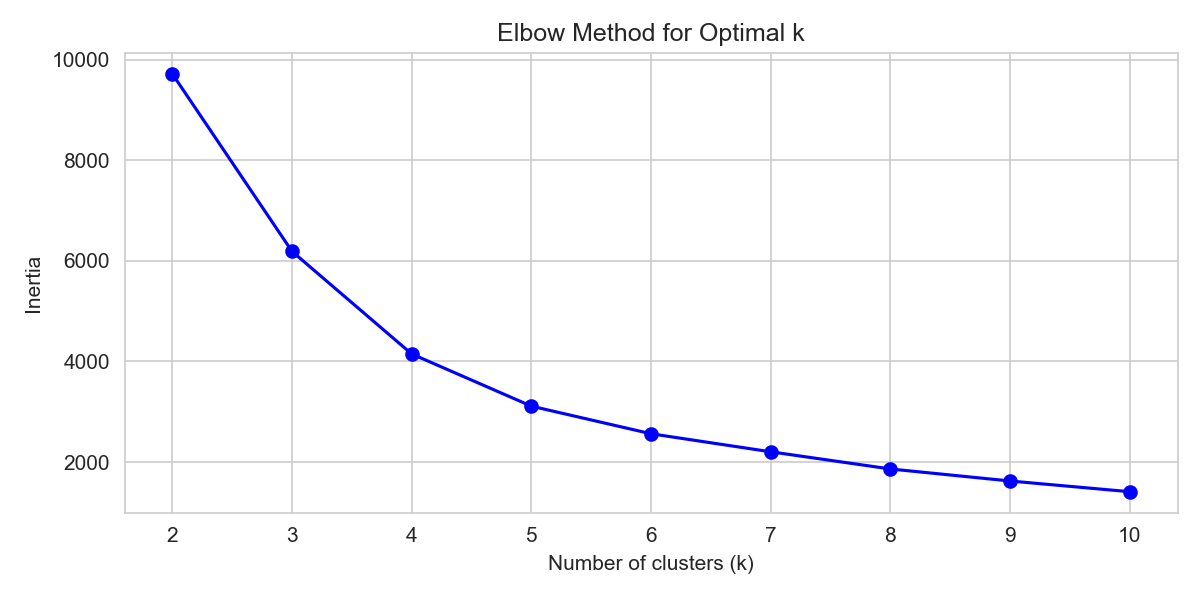 Elbow Method for Optimal k
10000
8000
6000
4000
2000
Inertia
2 3 4 5 6 7 8 9 10
Number of clusters (k)